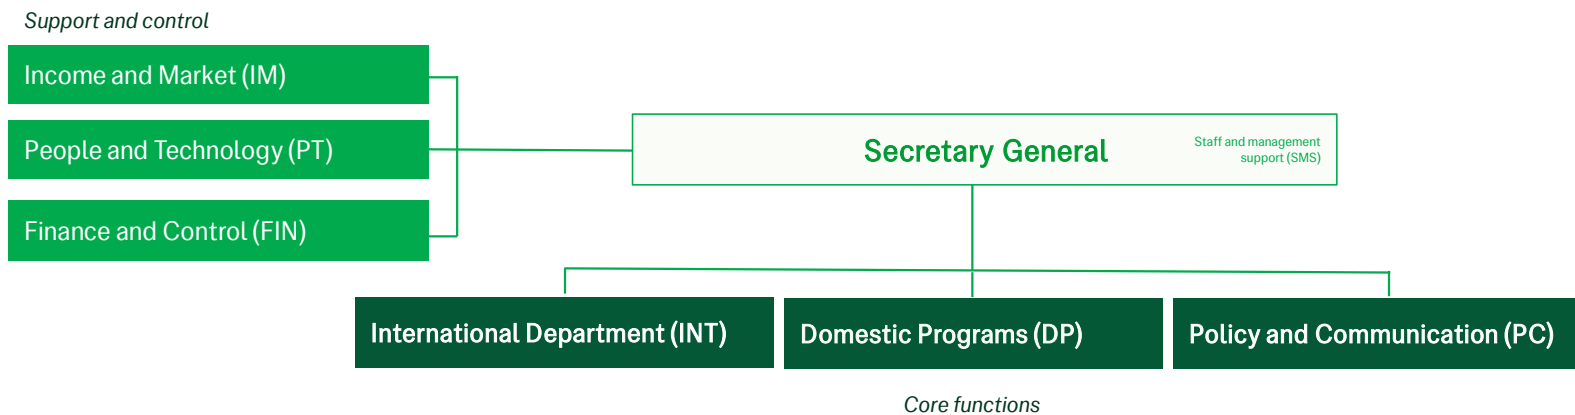 Support and control
Income and Market (IM)
People and Technology (PT)
Finance and Control (FIN)
Secretary General
Staff and management
support (SMS)
International Department (INT)
Domestic Programs (DP)
Policy and Communication (PC)
Core functions